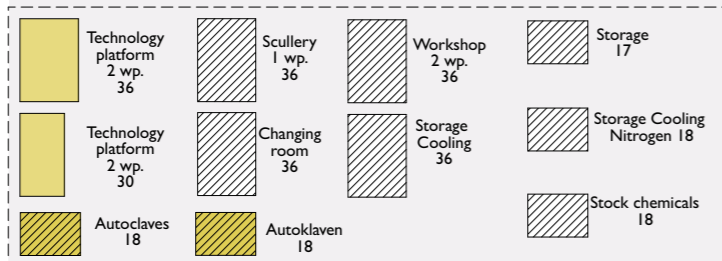 Technology
platform
2 wp.
36
Scullery
1 wp.
36
Workshop
2 wp.
36
Storage
17
Technology
platform
2 wp.
30
Changing
room
36
Storage
Cooling
36
Storage Cooling
Nitrogen 18
Autoclaves
18
Autoklaven
18
Stock chemicals
18